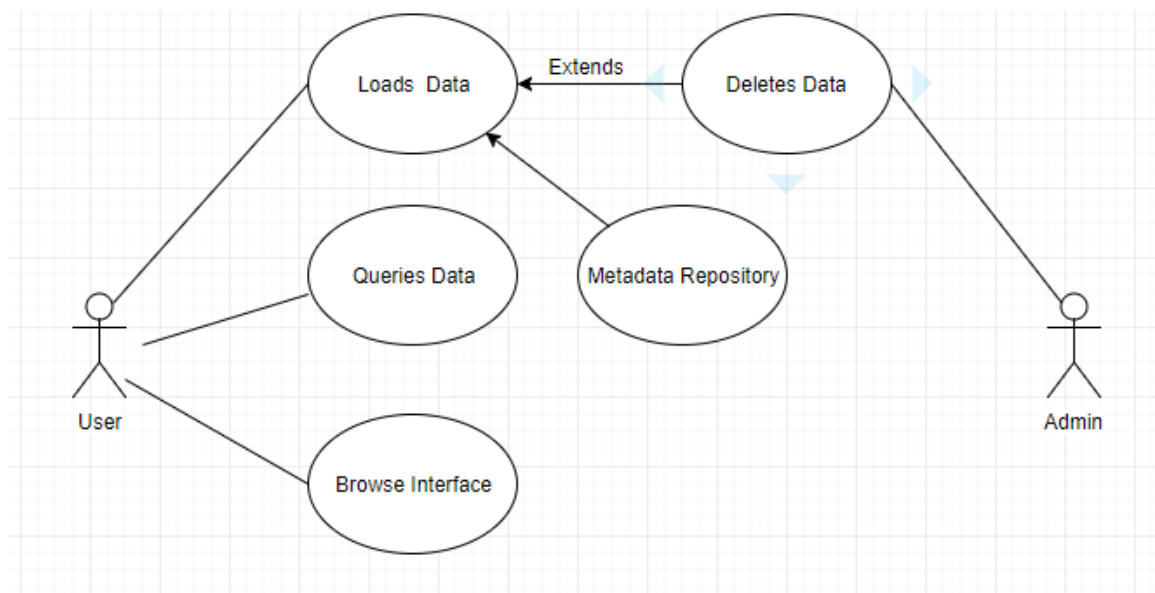 Loads  Data
Extends
Deletes Data
Queries Data
Metadata Repository
User
Admin
Browse Interface